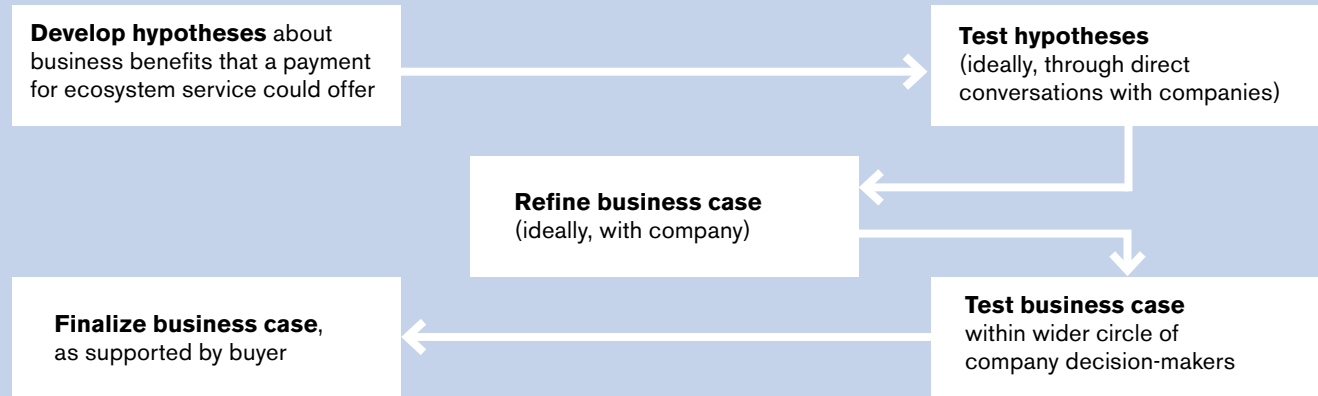 Develop hypotheses about
business benefits that a payment
for ecosystem service could offer
Test hypotheses
(ideally, through direct
conversations with companies)
Refine business case
(ideally, with company)
Test business case
within wider circle of
company decision-makers
Finalize business case,
as supported by buyer